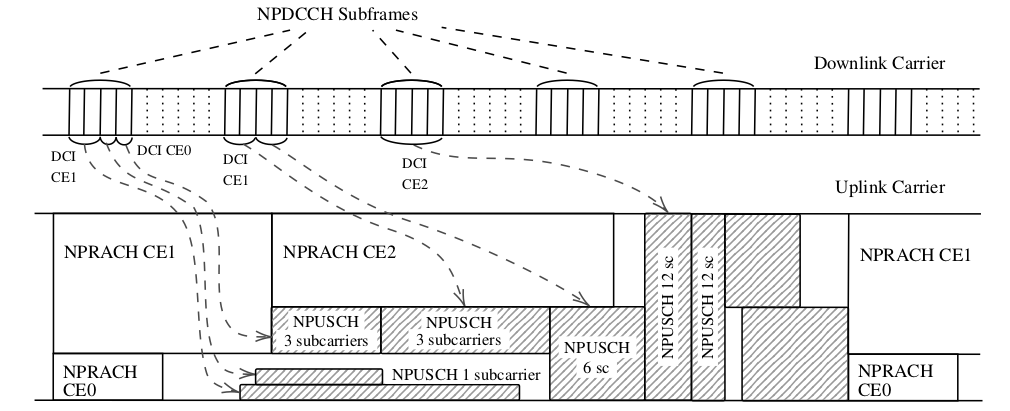 NPDCCH Subframes
Downlink Carrier
DCI
CE1
DCI CE0
DCI
CE1
DCI
CE2
Uplink Carrier
NPRACH CE1
NPRACH CE2
NPUSCH 12 sc
NPUSCH 12 sc
NPRACH CE1
NPUSCH
3 subcarriers
NPUSCH
3 subcarriers
NPUSCH
6 sc
NPRACH
CE0
NPUSCH 1 subcarrier
NPRACH
CE0